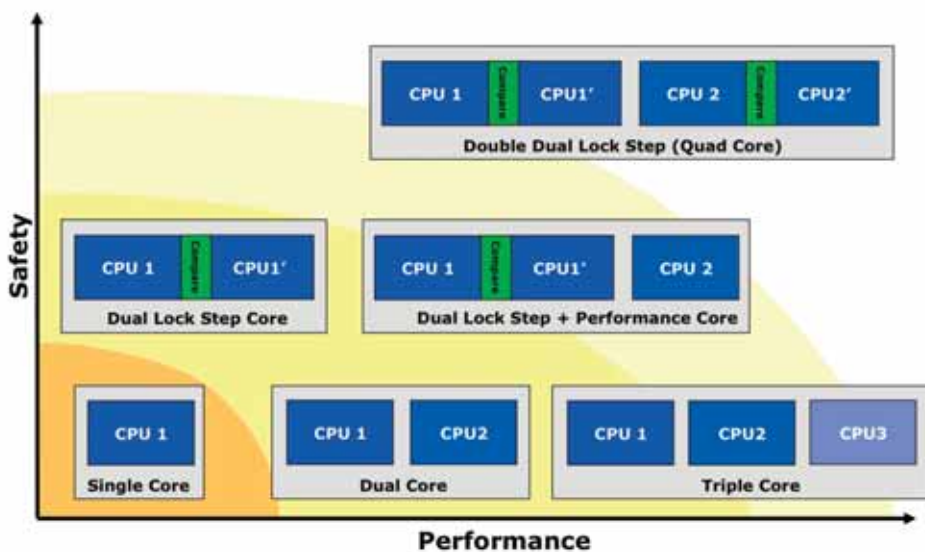 CPU 1 Compare CPU1′ CPU 2 Compare CPU2′
Double Dual Lock Step (Quad Core)
CPU 1 Compare CPU1′
Dual Lock Step Core
CPU 1 Compare CPU1′ CPU 2
Dual Lock Step + Performance Core
CPU 1
Single Core
CPU 1 CPU2
Dual Core
CPU 1 CPU2 CPU3
Triple Core
Safety
Performance